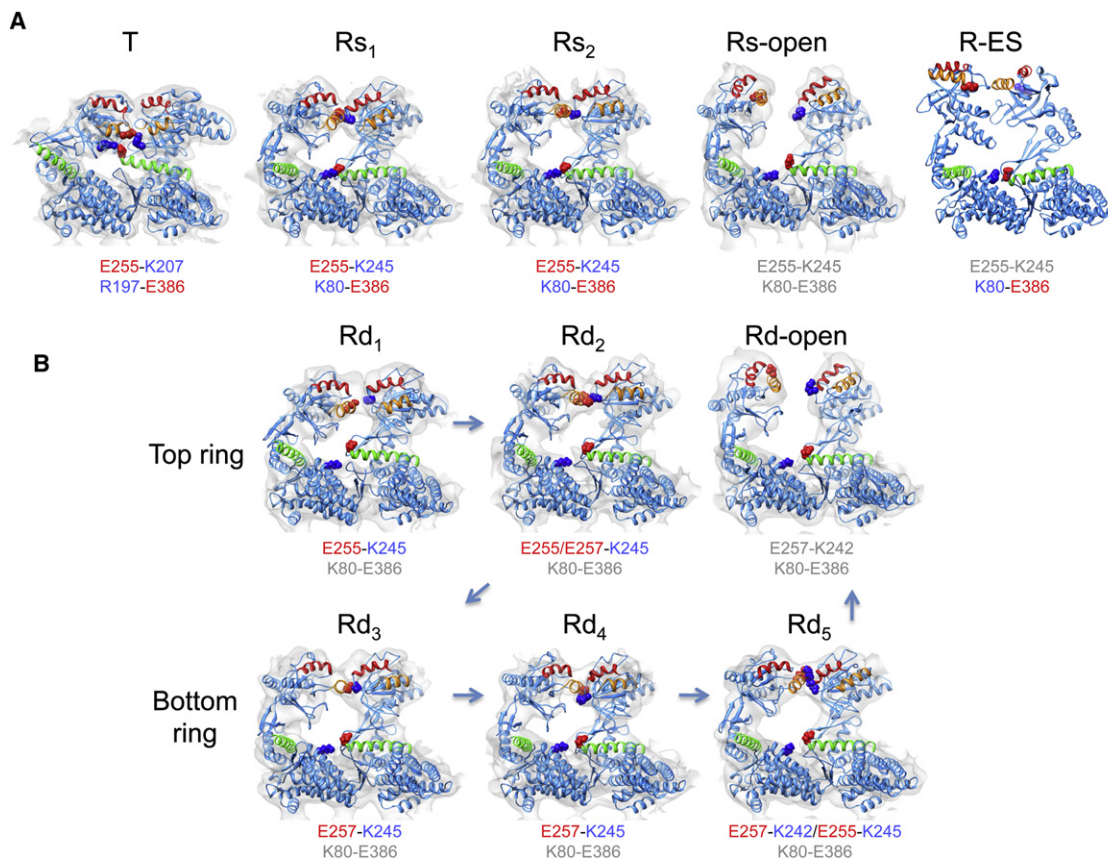 A
T Rs₁ Rs₂ Rs-open R-ES
E255-K207 E255-K245 E255-K245 E255-K245 E255-K245
R197-E386 K80-E386 K80-E386 K80-E386 K80-E386
B
Rd₁ Rd₂ Rd-open
Top ring
E255-K245 E255/E257-K245 E257-K242
K80-E386 K80-E386 K80-E386
Rd₃ Rd₄ Rd₅
Bottom
ring
E257-K245 E257-K245 E257-K242/E255-K245
K80-E386 K80-E386 K80-E386